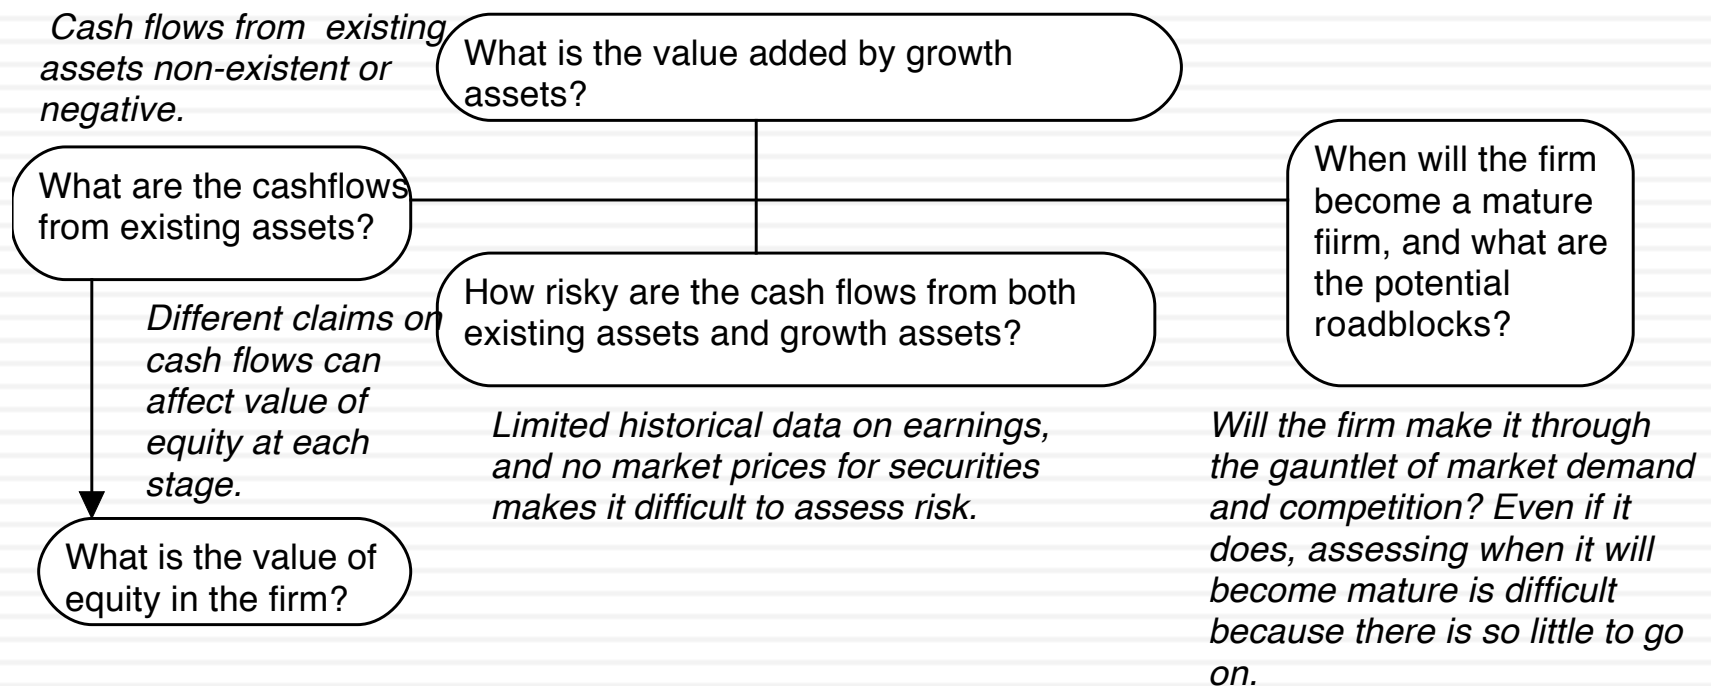 Cash flows from existing
assets non-existent or
negative.
What is the value added by growth
assets?
What are the cashflows
from existing assets?
When will the firm
become a mature
fiirm, and what are
the potential
roadblocks?
How risky are the cash flows from both
existing assets and growth assets?
Different claims on
cash flows can
affect value of
equity at each
stage.
Limited historical data on earnings,
and no market prices for securities
makes it difficult to assess risk.
Will the firm make it through
the gauntlet of market demand
and competition? Even if it
does, assessing when it will
become mature is difficult
because there is so little to go
on.
What is the value of
equity in the firm?